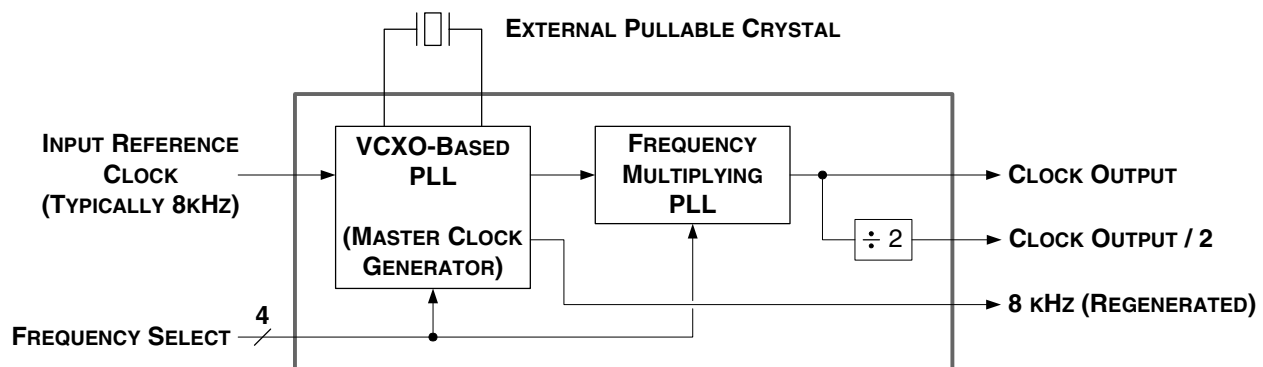 EXTERNAL PULLABLE CRYSTAL
INPUT REFERENCE
CLOCK
(TYPICALLY 8KHZ)
VCXO-BASED
PLL
(MASTER CLOCK
GENERATOR)
FREQUENCY
MULTIPLYING
PLL
CLOCK OUTPUT
÷ 2
CLOCK OUTPUT / 2
8 KHZ (REGENERATED)
FREQUENCY SELECT
4